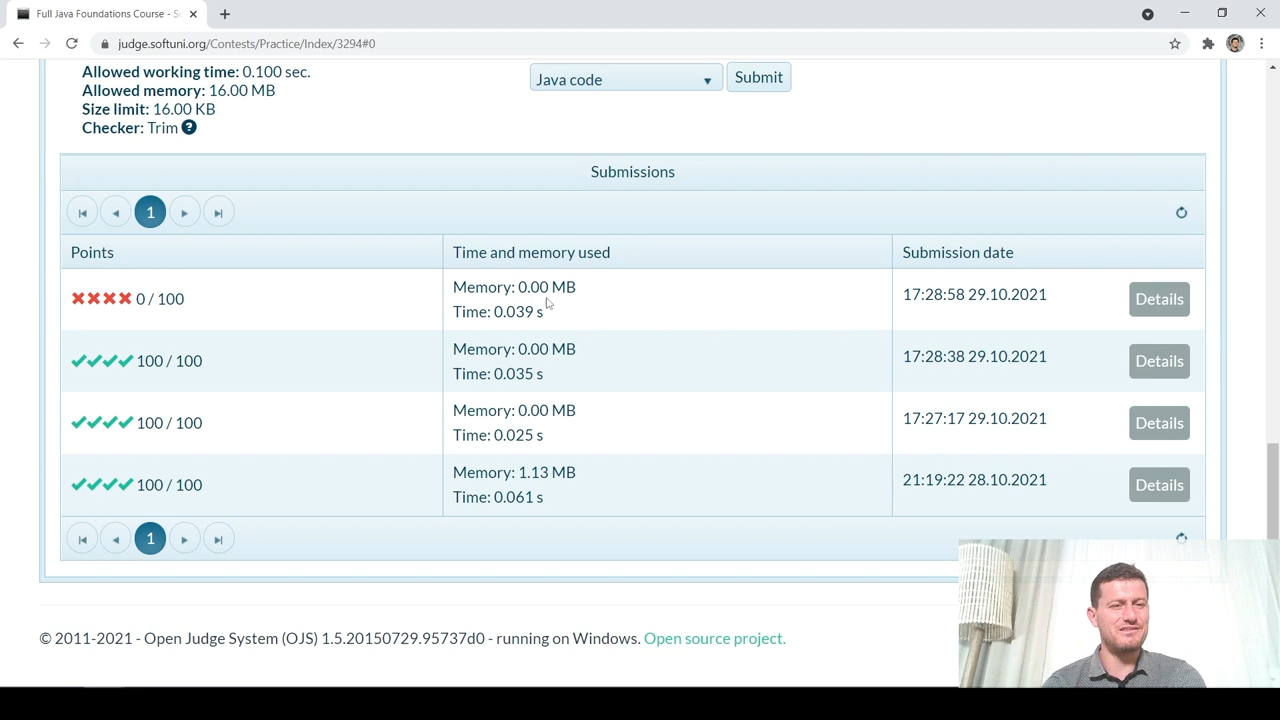 Full Java Foundations Course - S
judge.softuni.org/Contests/Practice/Index/3294#0
Allowed working time: 0.100 sec.
Allowed memory: 16.00 MB
Size limit: 16.00 KB
Checker: Trim ?
Java code
Submit
Submissions
1
Points
Time and memory used
Submission date
0 / 100
Memory: 0.00 MB
Time: 0.039 s
17:28:58 29.10.2021
Details
100 / 100
Memory: 0.00 MB
Time: 0.035 s
17:28:38 29.10.2021
Details
100 / 100
Memory: 0.00 MB
Time: 0.025 s
17:27:17 29.10.2021
Details
100 / 100
Memory: 1.13 MB
Time: 0.061 s
21:19:22 28.10.2021
Details
1
© 2011-2021 - Open Judge System (OJS) 1.5.20150729.95737d0 - running on Windows. Open source project.